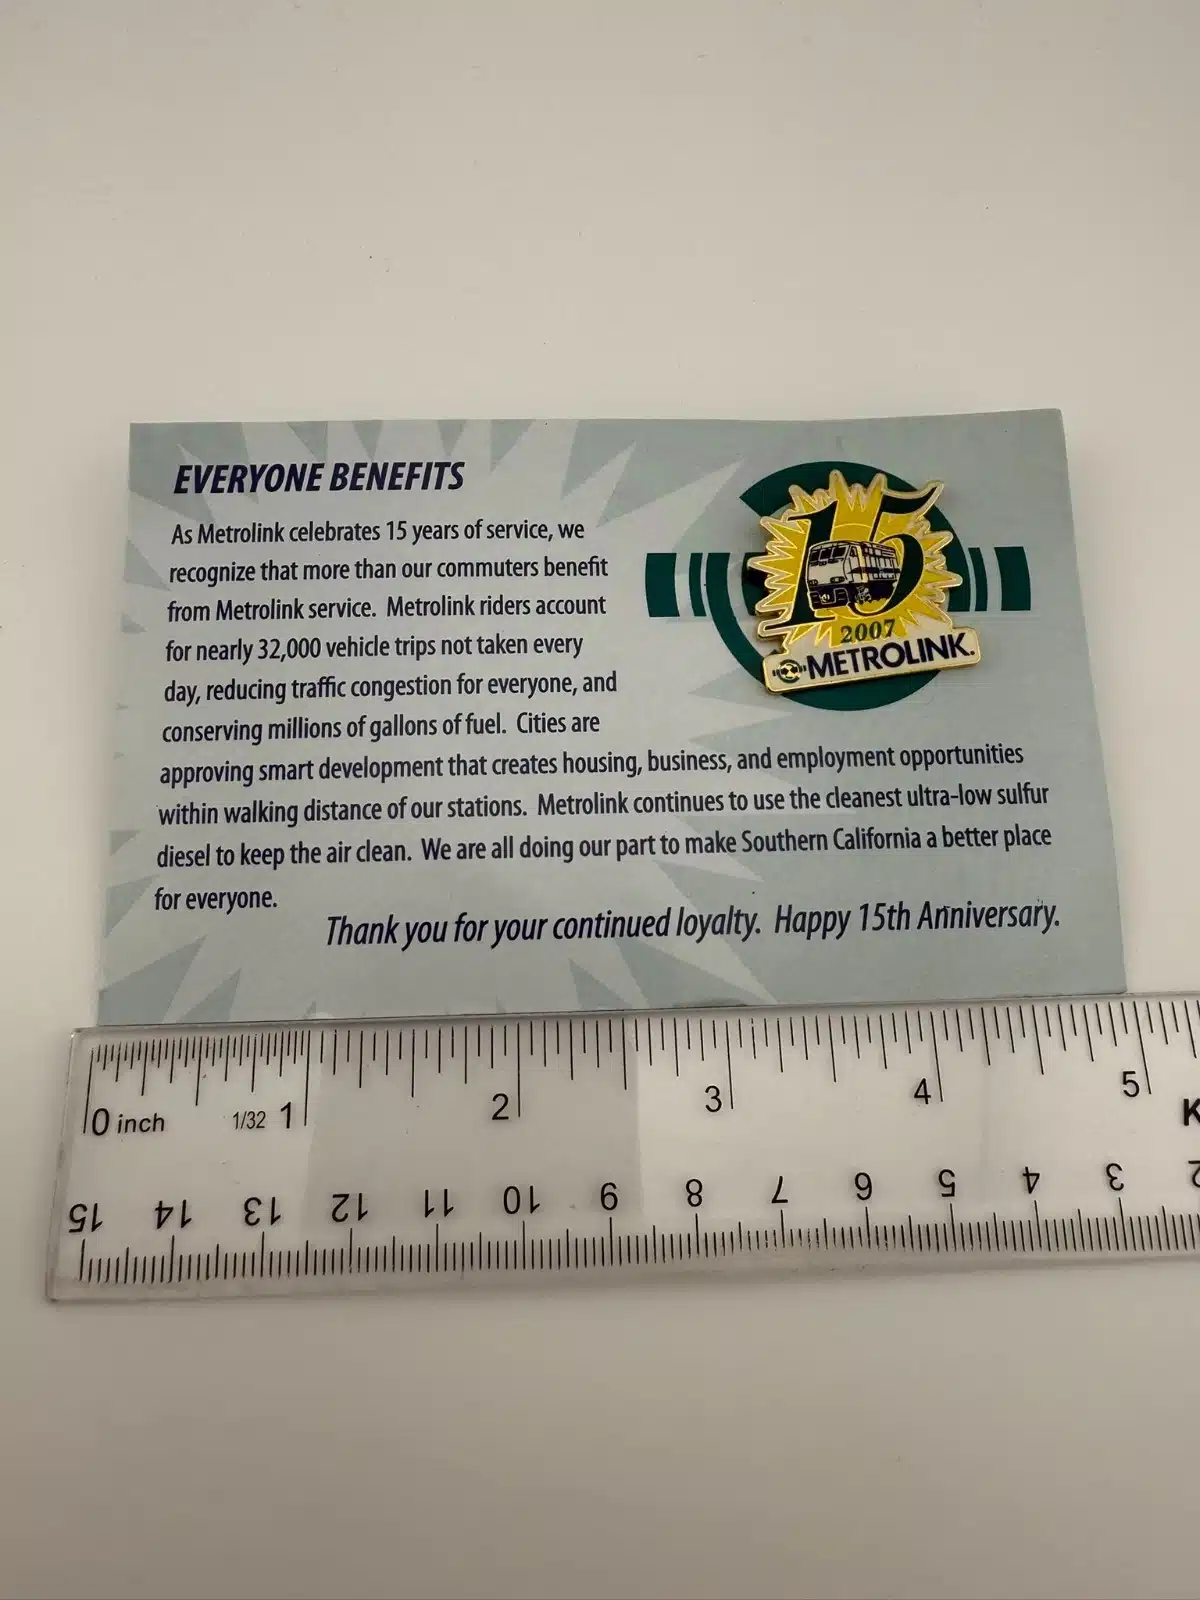 EVERYONE BENEFITS
As Metrolink celebrates 15 years of service, we
recognize that more than our commuters benefit
from Metrolink service. Metrolink riders account
for nearly 32,000 vehicle trips not taken every
day, reducing traffic congestion for everyone, and
conserving millions of gallons of fuel. Cities are
approving smart development that creates housing, business, and employment opportunities
within walking distance of our stations. Metrolink continues to use the cleanest ultra-low sulfur
diesel to keep the air clean. We are all doing our part to make Southern California a better place
for everyone.
Thank you for your continued loyalty. Happy 15th Anniversary.
15
2007
METROLINK.
0 inch 1/32 1 2 3 4 5 K
15 14 13 12 11 10 9 8 7 6 5 4 3 2